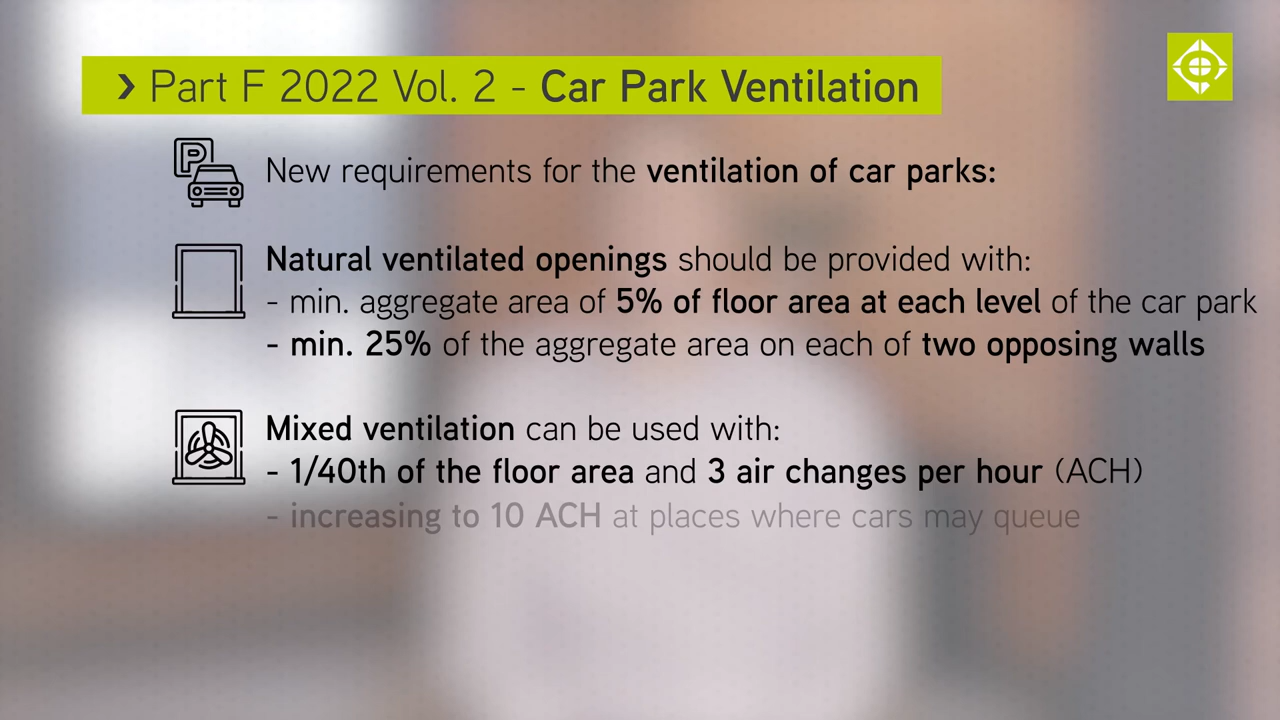 › Part F 2022 Vol. 2 - Car Park Ventilation
P
New requirements for the ventilation of car parks:
Natural ventilated openings should be provided with:
- min. aggregate area of 5% of floor area at each level of the car park
- min. 25% of the aggregate area on each of two opposing walls
Mixed ventilation can be used with:
- 1/40th of the floor area and 3 air changes per hour (ACH)
- increasing to 10 ACH at places where cars may queue